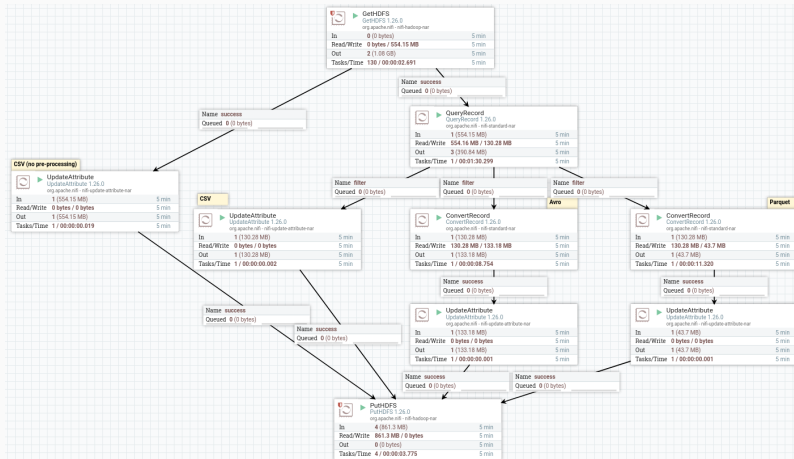 GetHDFS
GetHDFS 1.26.0
org.apache.nifi - nifi-hadoop-nar
In 0 (0 bytes) 5 min
Read/Write 0 bytes / 554.15 MB 5 min
Out 2 (1.08 GB) 5 min
Tasks/Time 130 / 00:00:02.691 5 min
Name success
Queued 0 (0 bytes)
Name success
Queued 0 (0 bytes)
QueryRecord
QueryRecord 1.26.0
org.apache.nifi - nifi-standard-nar
In 1 (554.15 MB) 5 min
Read/Write 554.16 MB / 130.28 MB 5 min
Out 3 (390.84 MB) 5 min
Tasks/Time 1 / 00:01:30.299 5 min
CSV (no pre-processing)
UpdateAttribute
UpdateAttribute 1.26.0
org.apache.nifi - nifi-update-attribute-nar
In 1 (554.15 MB) 5 min
Read/Write 0 bytes / 0 bytes 5 min
Out 1 (554.15 MB) 5 min
Tasks/Time 1 / 00:00:00.019 5 min
Name filter
Queued 0 (0 bytes)
Name filter
Queued 0 (0 bytes)
Name filter
Queued 0 (0 bytes)
CSV
UpdateAttribute
UpdateAttribute 1.26.0
org.apache.nifi - nifi-update-attribute-nar
In 1 (130.28 MB) 5 min
Read/Write 0 bytes / 0 bytes 5 min
Out 1 (130.28 MB) 5 min
Tasks/Time 1 / 00:00:00.002 5 min
Avro
ConvertRecord
ConvertRecord 1.26.0
org.apache.nifi - nifi-standard-nar
In 1 (130.28 MB) 5 min
Read/Write 130.28 MB / 133.18 MB 5 min
Out 1 (133.18 MB) 5 min
Tasks/Time 1 / 00:00:08.754 5 min
Parquet
ConvertRecord
ConvertRecord 1.26.0
org.apache.nifi - nifi-standard-nar
In 1 (130.28 MB) 5 min
Read/Write 130.28 MB / 43.7 MB 5 min
Out 1 (43.7 MB) 5 min
Tasks/Time 1 / 00:00:11.320 5 min
Name success
Queued 0 (0 bytes)
Name success
Queued 0 (0 bytes)
Name success
Queued 0 (0 bytes)
Name success
Queued 0 (0 bytes)
UpdateAttribute
UpdateAttribute 1.26.0
org.apache.nifi - nifi-update-attribute-nar
In 1 (133.18 MB) 5 min
Read/Write 0 bytes / 0 bytes 5 min
Out 1 (133.18 MB) 5 min
Tasks/Time 1 / 00:00:00.001 5 min
UpdateAttribute
UpdateAttribute 1.26.0
org.apache.nifi - nifi-update-attribute-nar
In 1 (43.7 MB) 5 min
Read/Write 0 bytes / 0 bytes 5 min
Out 1 (43.7 MB) 5 min
Tasks/Time 1 / 00:00:00.001 5 min
Name success
Queued 0 (0 bytes)
Name success
Queued 0 (0 bytes)
PutHDFS
PutHDFS 1.26.0
org.apache.nifi - nifi-hadoop-nar
In 4 (861.3 MB) 5 min
Read/Write 861.3 MB / 0 bytes 5 min
Out 0 (0 bytes) 5 min
Tasks/Time 4 / 00:00:03.775 5 min